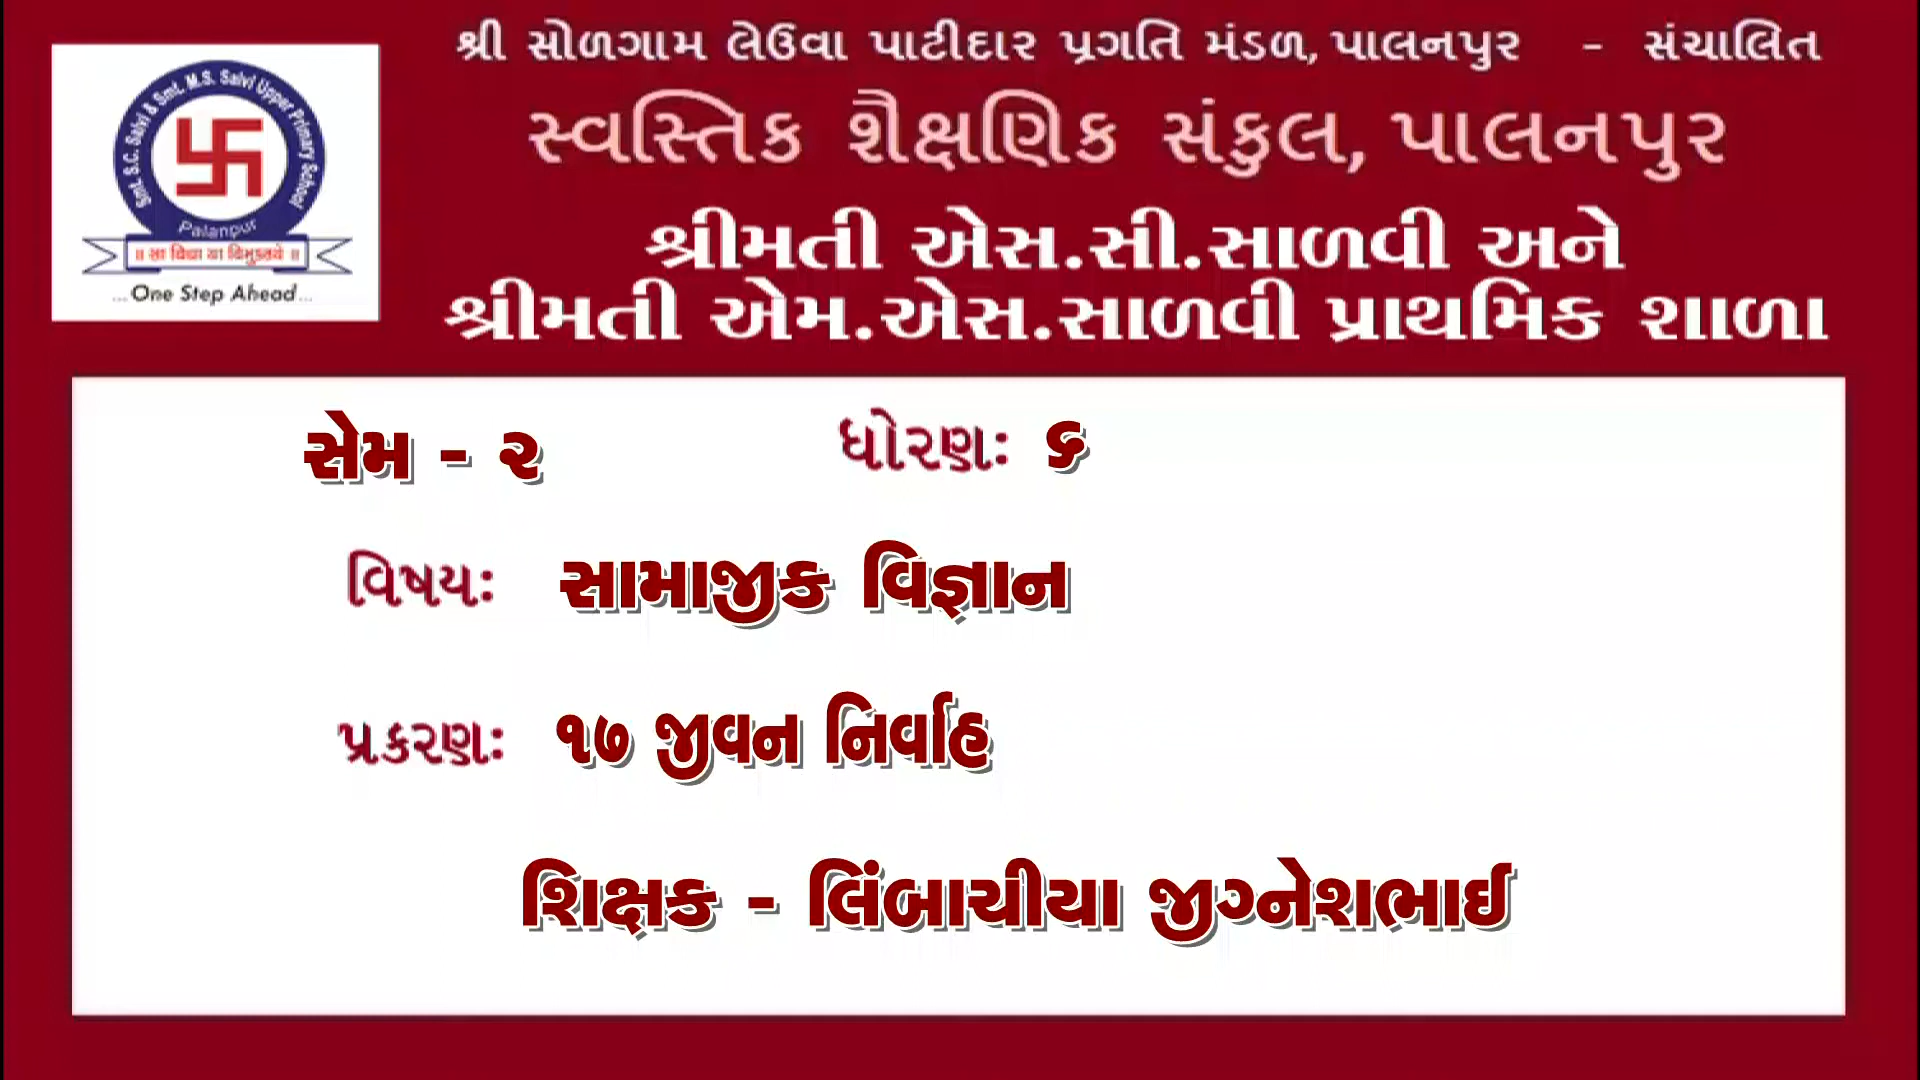 Smt. S.C. Salvi & Smt. M.S. Salvi Upper Primary School
Palanpur
॥ सा विद्या या विमुक्तये ॥
...One Step Ahead...
શ્રી સોળગામ લેઉવા પાટીદાર પ્રગતિ મંડળ, પાલનપુર - સંચાલિત
સ્વસ્તિક શૈક્ષણિક સંકુલ, પાલનપુર
શ્રીમતી એસ.સી.સાળવી અને
શ્રીમતી એમ.એસ.સાળવી પ્રાથમિક શાળા
સેમ - ૨ ધોરણઃ ૬
વિષયઃ સામાજીક વિજ્ઞાન
પ્રકરણઃ ૧૭ જીવન નિર્વાહ
શિક્ષક - લિંબાચીયા જીગ્નેશભાઈ